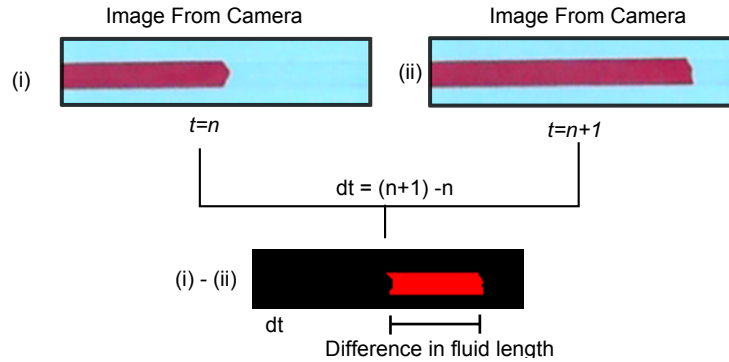 Image From Camera
Image From Camera
(i)
(ii)
t=n
t=n+1
dt = (n+1) -n
(i) - (ii)
dt
Difference in fluid length